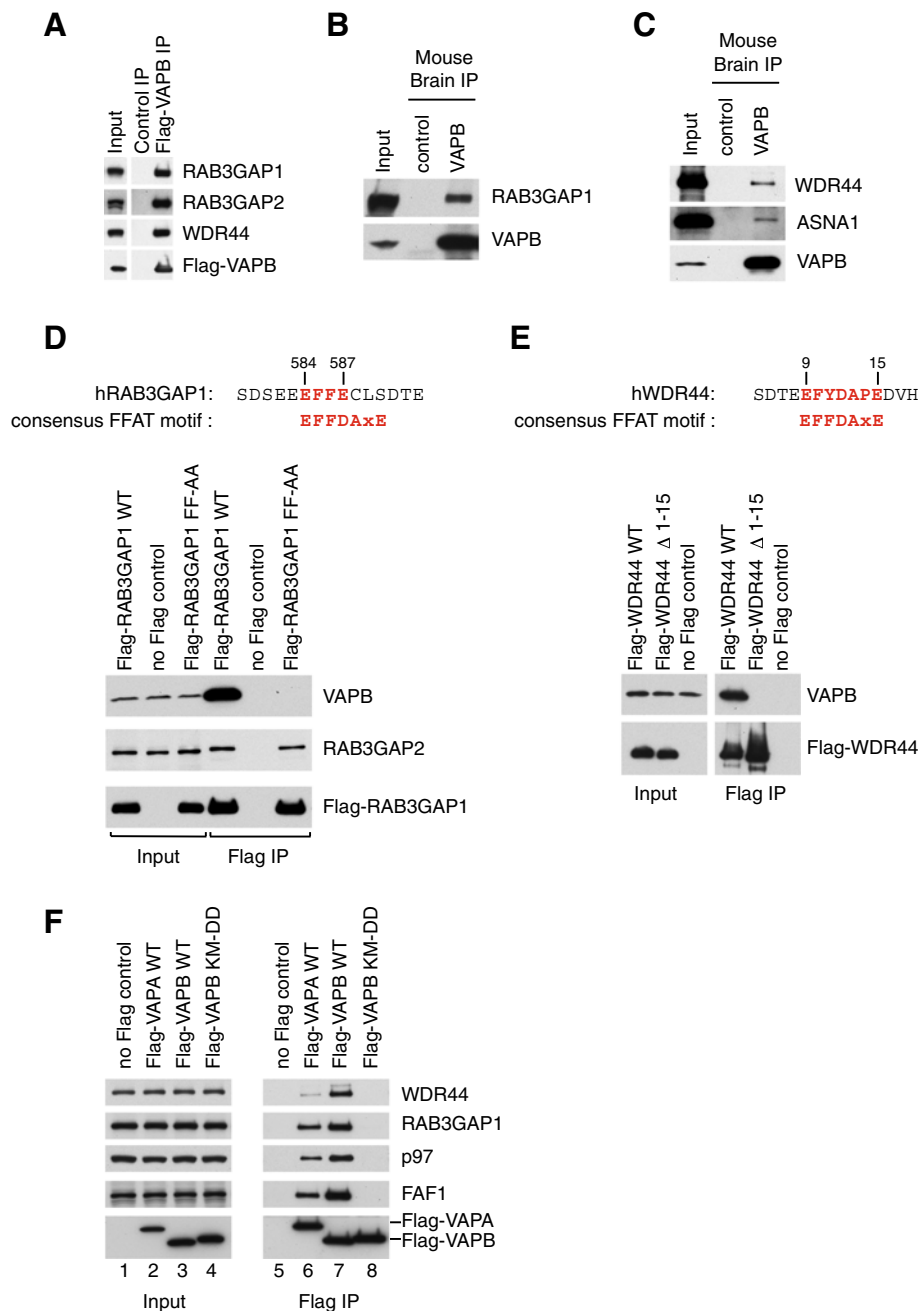 A
Input
Control IP
Flag-VAPB IP
RAB3GAP1
RAB3GAP2
WDR44
Flag-VAPB
B
Mouse
Brain IP
Input
control
VAPB
RAB3GAP1
VAPB
C
Mouse
Brain IP
Input
control
VAPB
WDR44
ASNA1
VAPB
D
584 587
hRAB3GAP1: SDSEEEFFECLSDTE
consensus FFAT motif : EFFDAxE
Flag-RAB3GAP1 WT
no Flag control
Flag-RAB3GAP1 FF-AA
Flag-RAB3GAP1 WT
no Flag control
Flag-RAB3GAP1 FF-AA
VAPB
RAB3GAP2
Flag-RAB3GAP1
Input Flag IP
E
9 15
hWDR44: SDTEEFYDAPEDVH
consensus FFAT motif : EFFDAxE
Flag-WDR44 WT
Flag-WDR44 Δ 1-15
no Flag control
Flag-WDR44 WT
Flag-WDR44 Δ 1-15
no Flag control
VAPB
Flag-WDR44
Input Flag IP
F
no Flag control
Flag-VAPA WT
Flag-VAPB WT
Flag-VAPB KM-DD
no Flag control
Flag-VAPA WT
Flag-VAPB WT
Flag-VAPB KM-DD
WDR44
RAB3GAP1
p97
FAF1
Flag-VAPA
Flag-VAPB
1 2 3 4 5 6 7 8
Input Flag IP